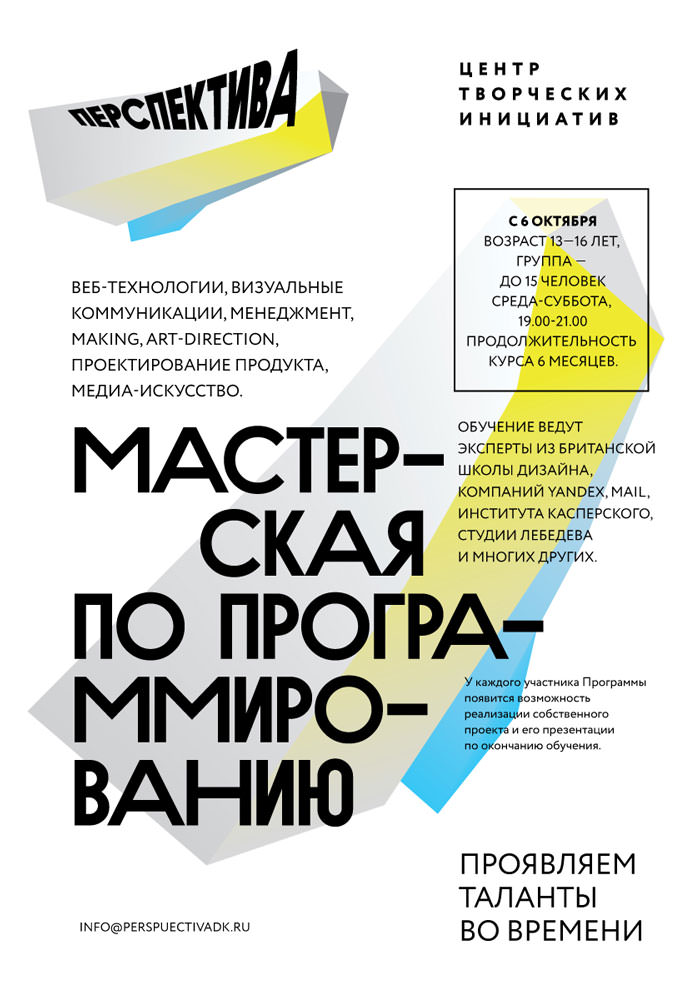 ПЕРСПЕКТИВА
ЦЕНТР
ТВОРЧЕСКИХ
ИНИЦИАТИВ
С 6 ОКТЯБРЯ
ВОЗРАСТ 13—16 ЛЕТ,
ГРУППА —
ДО 15 ЧЕЛОВЕК
СРЕДА-СУББОТА,
19.00-21.00
ПРОДОЛЖИТЕЛЬНОСТЬ
КУРСА 6 МЕСЯЦЕВ.
ВЕБ-ТЕХНОЛОГИИ, ВИЗУАЛЬНЫЕ
КОММУНИКАЦИИ, МЕНЕДЖМЕНТ,
MAKING, ART-DIRECTION,
ПРОЕКТИРОВАНИЕ ПРОДУКТА,
МЕДИА-ИСКУССТВО.
МАСТЕР-
СКАЯ
ПО ПРОГРА-
ММИРО-
ВАНИЮ
ОБУЧЕНИЕ ВЕДУТ
ЭКСПЕРТЫ ИЗ БРИТАНСКОЙ
ШКОЛЫ ДИЗАЙНА,
КОМПАНИЙ YANDEX, MAIL,
ИНСТИТУТА КАСПЕРСКОГО,
СТУДИИ ЛЕБЕДЕВА
И МНОГИХ ДРУГИХ.
У каждого участника Программы
появится возможность
реализации собственного
проекта и его презентации
по окончанию обучения.
ПРОЯВЛЯЕМ
ТАЛАНТЫ
ВО ВРЕМЕНИ
INFO@PERSPUECTIVADK.RU